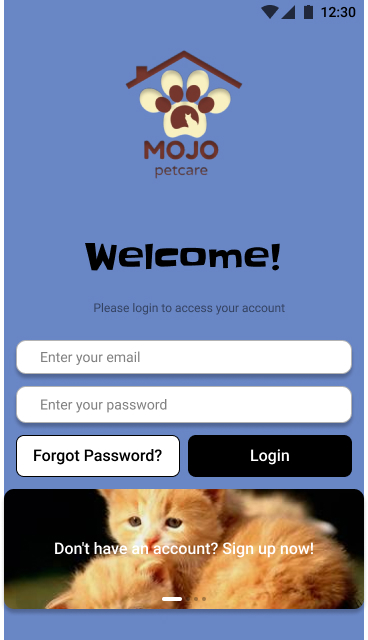 12:30
MOJO
petcare
Welcome!
Please login to access your account
Enter your email
Enter your password
Forgot Password?
Login
Don't have an account? Sign up now!